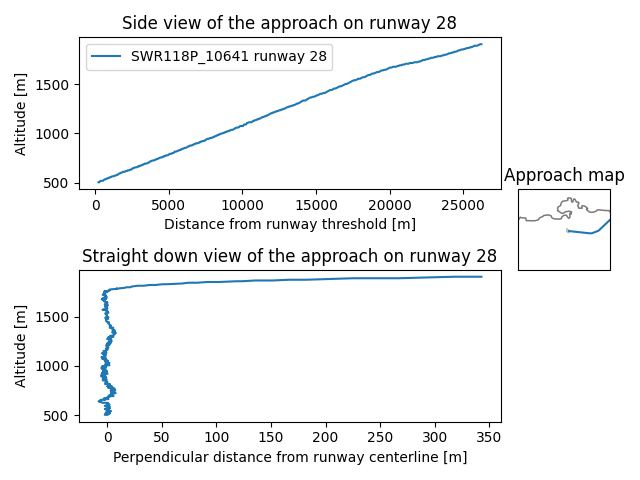 Side view of the approach on runway 28
SWR118P_10641 runway 28
Altitude [m]
1500
1000
500
0 5000 10000 15000 20000 25000
Distance from runway threshold [m]
Approach map
Straight down view of the approach on runway 28
Altitude [m]
1500
1000
500
0 50 100 150 200 250 300 350
Perpendicular distance from runway centerline [m]